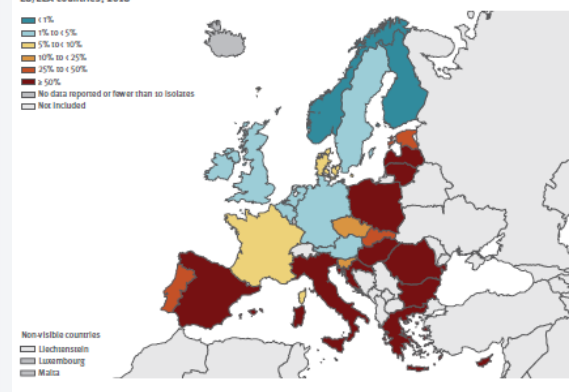 < 1%
1% to < 5%
5% to < 10%
10% to < 25%
25% to < 50%
≥ 50%
No data reported or fewer than 10 isolates
Not included
Non-visible countries
Liechtenstein
Luxembourg
Malta